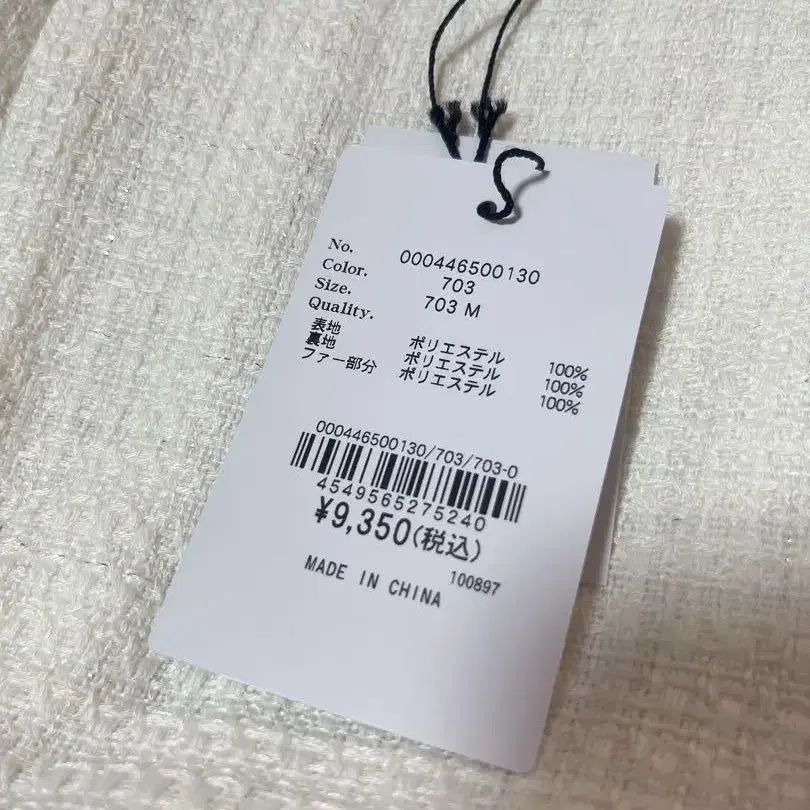 No. 000446500130
Color. 703
Size. 703 M
Quality.
表地 ポリエステル 100%
裏地 ポリエステル 100%
ファー部分 ポリエステル 100%
000446500130/703/703-0
4549565275240
¥9,350(税込)
100897
MADE IN CHINA